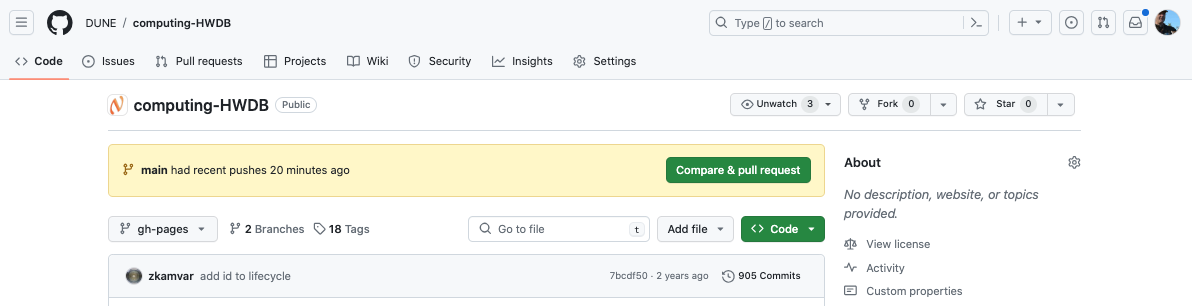 DUNE / computing-HWDB
Type / to search
Code Issues Pull requests Projects Wiki Security Insights Settings
computing-HWDB Public
Unwatch 3 Fork 0 Star 0
main had recent pushes 20 minutes ago
Compare & pull request
gh-pages 2 Branches 18 Tags Go to file t Add file Code
zkamvar add id to lifecycle 7bcdf50 · 2 years ago 905 Commits
About
No description, website, or topics
provided.
View license
Activity
Custom properties